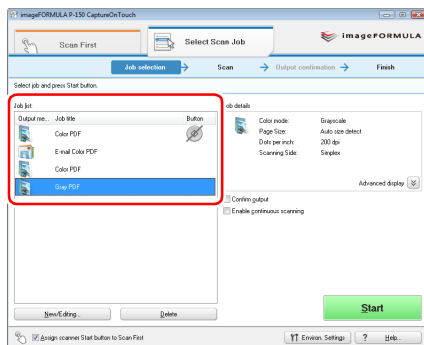 imageFORMULA P-150 CaptureOnTouch
Scan First
Select Scan Job
imageFORMULA
Job selection
Scan
Output confirmation
Finish
Select job and press Start button.
Job list
Output me... Job title Button
Color PDF
E-mail Color PDF
Color PDF
Gray PDF
ob details
Color mode: Grayscale
Page Size: Auto size detect
Dots per inch: 200 dpi
Scanning Side: Simplex
Advanced display
Confirm output
Enable continuous scanning
New/Editing...
Delete
Start
Assign scanner Start button to Scan First
Environ. Settings
? Help...